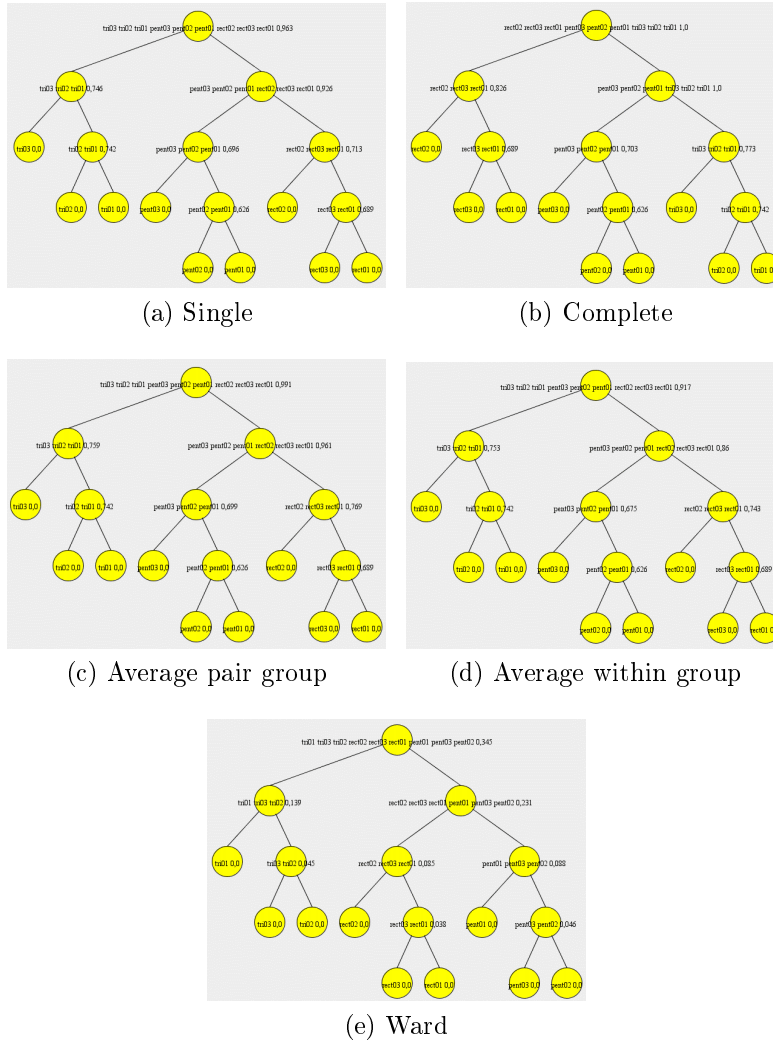 tri03 tri02 tri01 pent03 pent02 pent01 rect02 rect03 rect01 0,963
tri03 tri02 tri01 0,746
pent03 pent02 pent01 rect02 rect03 rect01 0,926
tri03 0,0
tri02 tri01 0,742
pent03 pent02 pent01 0,696
rect02 rect03 rect01 0,713
tri02 0,0
tri01 0,0
pent03 0,0
pent02 pent01 0,626
rect02 0,0
rect03 rect01 0,689
pent02 0,0
pent01 0,0
rect03 0,0
rect01 0,0
(a) Single
rect02 rect03 rect01 pent03 pent02 pent01 tri03 tri02 tri01 1,0
rect02 rect03 rect01 0,826
pent03 pent02 pent01 tri03 tri02 tri01 1,0
rect02 0,0
rect03 rect01 0,689
pent03 pent02 pent01 0,703
tri03 tri02 tri01 0,773
rect03 0,0
rect01 0,0
pent03 0,0
pent02 pent01 0,626
tri03 0,0
tri02 tri01 0,742
pent02 0,0
pent01 0,0
tri02 0,0
tri01 0
(b) Complete
tri03 tri02 tri01 pent03 pent02 pent01 rect02 rect03 rect01 0,991
tri03 tri02 tri01 0,759
pent03 pent02 pent01 rect02 rect03 rect01 0,961
tri03 0,0
tri02 tri01 0,742
pent03 pent02 pent01 0,699
rect02 rect03 rect01 0,769
tri02 0,0
tri01 0,0
pent03 0,0
pent02 pent01 0,626
rect02 0,0
rect03 rect01 0,689
pent02 0,0
pent01 0,0
rect03 0,0
rect01 0,0
(c) Average pair group
tri03 tri02 tri01 pent03 pent02 pent01 rect02 rect03 rect01 0,917
tri03 tri02 tri01 0,753
pent03 pent02 pent01 rect02 rect03 rect01 0,86
tri03 0,0
tri02 tri01 0,742
pent03 pent02 pent01 0,675
rect02 rect03 rect01 0,743
tri02 0,0
tri01 0,0
pent03 0,0
pent02 pent01 0,626
rect02 0,0
rect03 rect01 0,689
pent02 0,0
pent01 0,0
rect03 0,0
rect01 0
(d) Average within group
tri01 tri03 tri02 rect02 rect03 rect01 pent01 pent03 pent02 0,345
tri01 tri03 tri02 0,139
rect02 rect03 rect01 pent01 pent03 pent02 0,231
tri01 0,0
tri03 tri02 0,045
rect02 rect03 rect01 0,085
pent01 pent03 pent02 0,088
tri03 0,0
tri02 0,0
rect02 0,0
rect03 rect01 0,038
pent01 0,0
pent03 pent02 0,046
rect03 0,0
rect01 0,0
pent03 0,0
pent02 0,0
(e) Ward